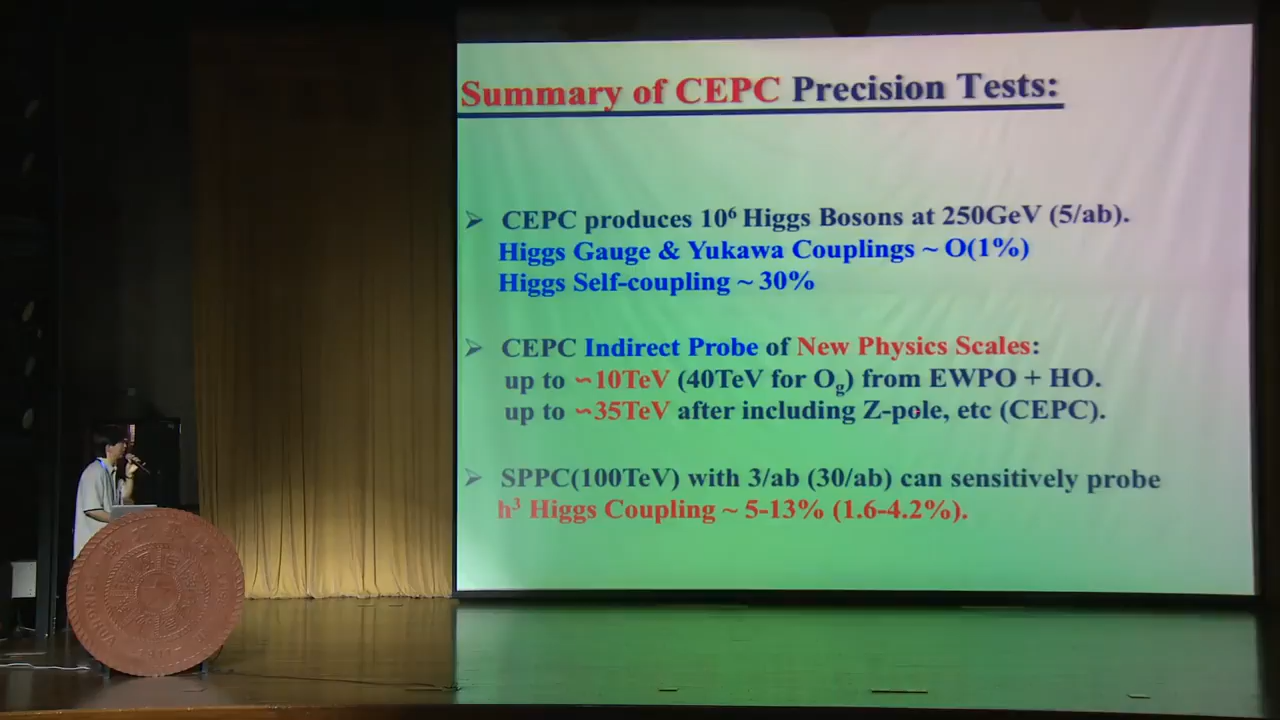 Summary of CEPC Precision Tests:
➢ CEPC produces 10⁶ Higgs Bosons at 250GeV (5/ab).
Higgs Gauge & Yukawa Couplings ~ O(1%)
Higgs Self-coupling ~ 30%
➢ CEPC Indirect Probe of New Physics Scales:
up to ~10TeV (40TeV for Og) from EWPO + HO.
up to ~35TeV after including Z-pole, etc (CEPC).
➢ SPPC(100TeV) with 3/ab (30/ab) can sensitively probe
h³ Higgs Coupling ~ 5-13% (1.6-4.2%).